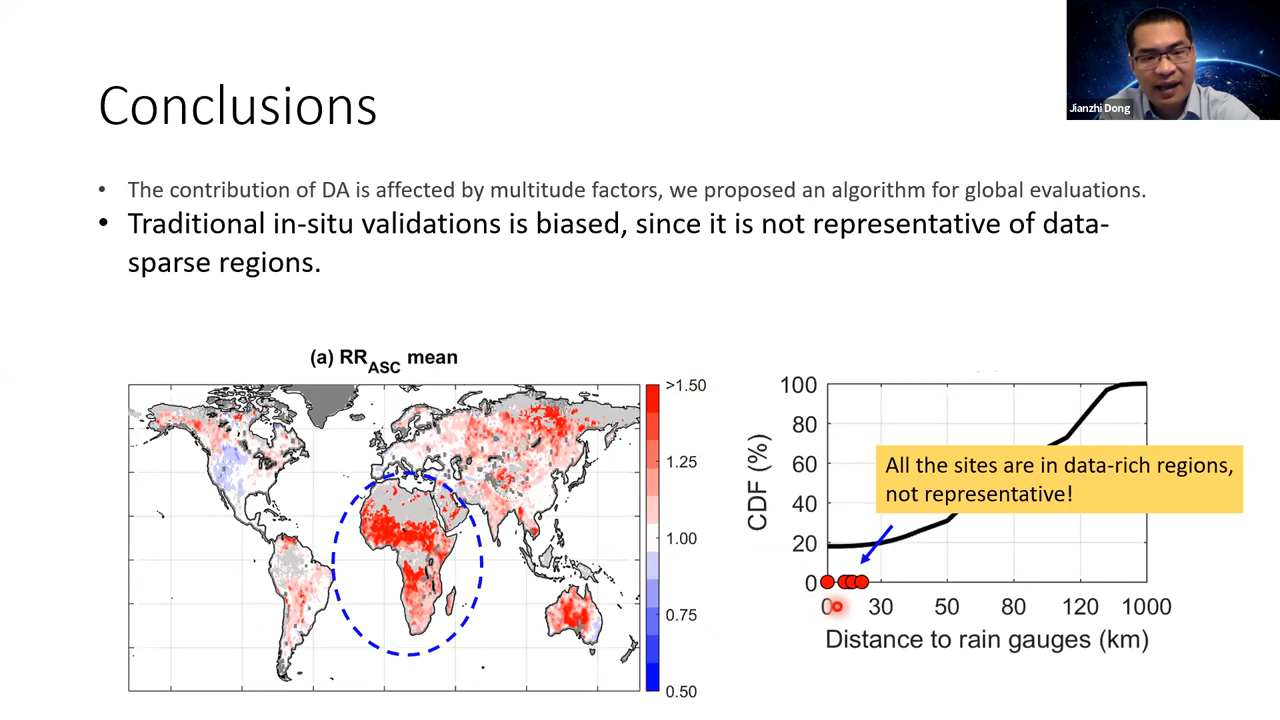 Jianzhi Dong
Conclusions
• The contribution of DA is affected by multitude factors, we proposed an algorithm for global evaluations.
• Traditional in-situ validations is biased, since it is not representative of data-
sparse regions.
(a) RRASC mean
>1.50
1.25
1.00
0.75
0.50
100
80
60
40
20
0
CDF (%)
All the sites are in data-rich regions,
not representative!
0 30 50 80 120 1000
Distance to rain gauges (km)